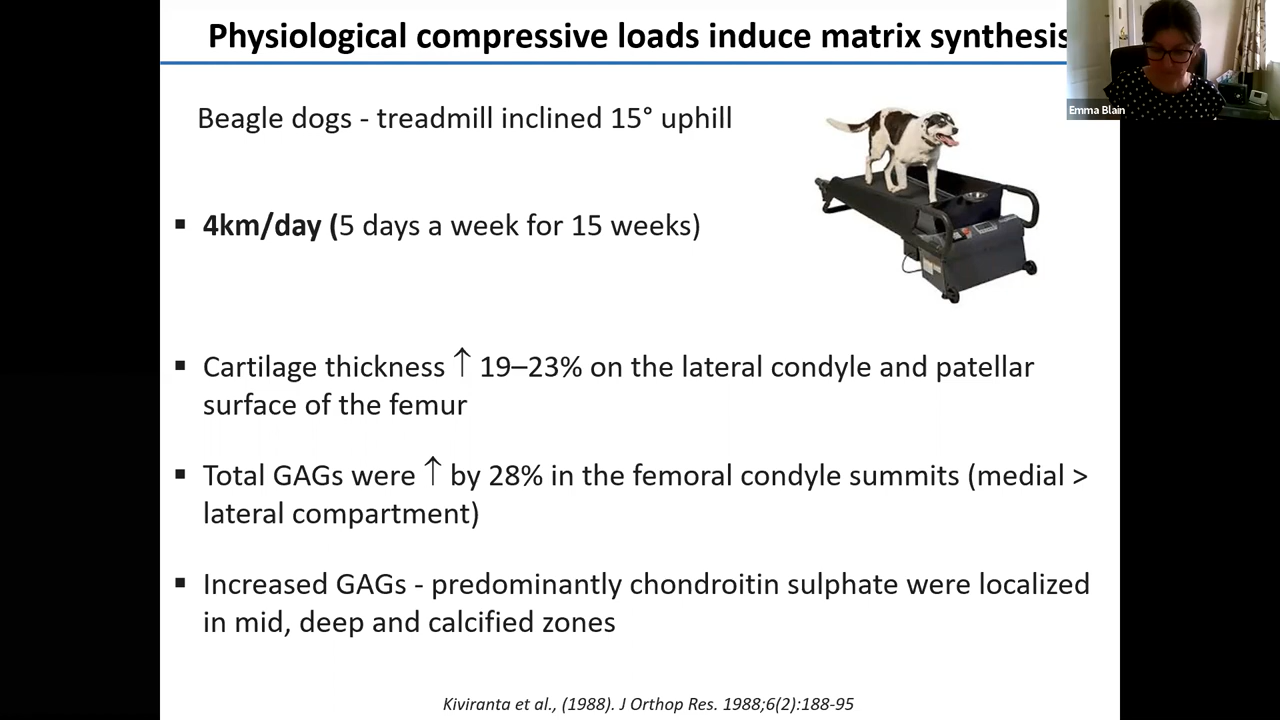 Physiological compressive loads induce matrix synthesis
Emma Blain
Beagle dogs - treadmill inclined 15° uphill
▪ 4km/day (5 days a week for 15 weeks)
▪ Cartilage thickness ↑ 19–23% on the lateral condyle and patellar
surface of the femur
▪ Total GAGs were ↑ by 28% in the femoral condyle summits (medial >
lateral compartment)
▪ Increased GAGs - predominantly chondroitin sulphate were localized
in mid, deep and calcified zones
Kiviranta et al., (1988). J Orthop Res. 1988;6(2):188-95